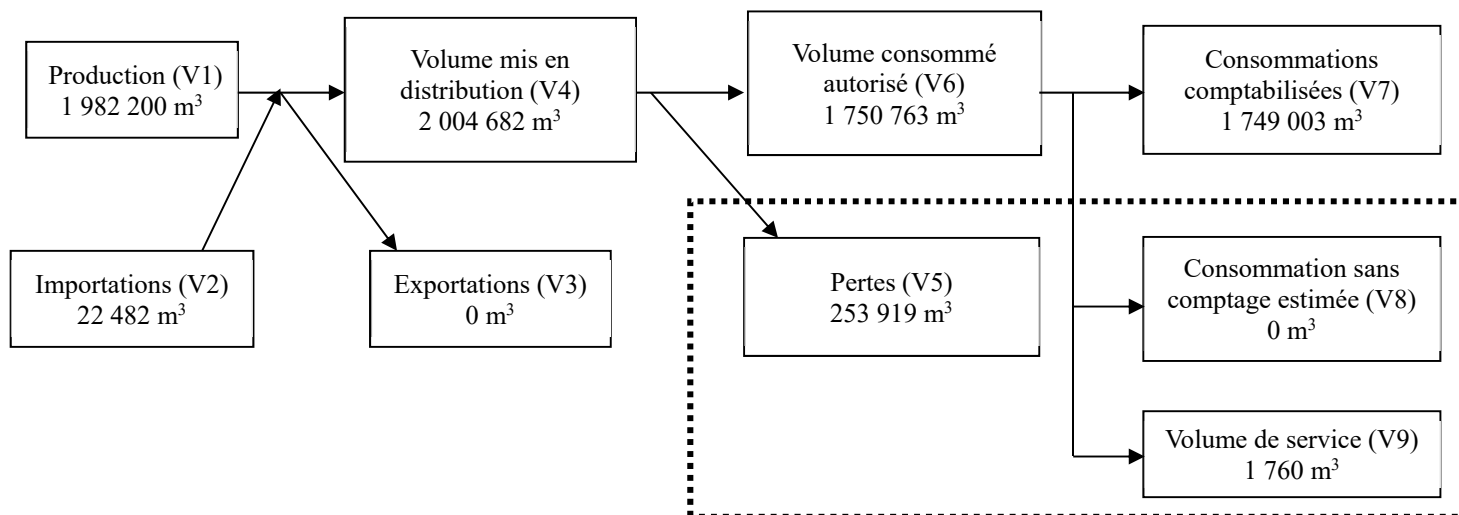 Production (V1)
1 982 200 m³
Volume mis en
distribution (V4)
2 004 682 m³
Volume consommé
autorisé (V6)
1 750 763 m³
Consommations
comptabilisées (V7)
1 749 003 m³
Importations (V2)
22 482 m³
Exportations (V3)
0 m³
Pertes (V5)
253 919 m³
Consommation sans
comptage estimée (V8)
0 m³
Volume de service (V9)
1 760 m³